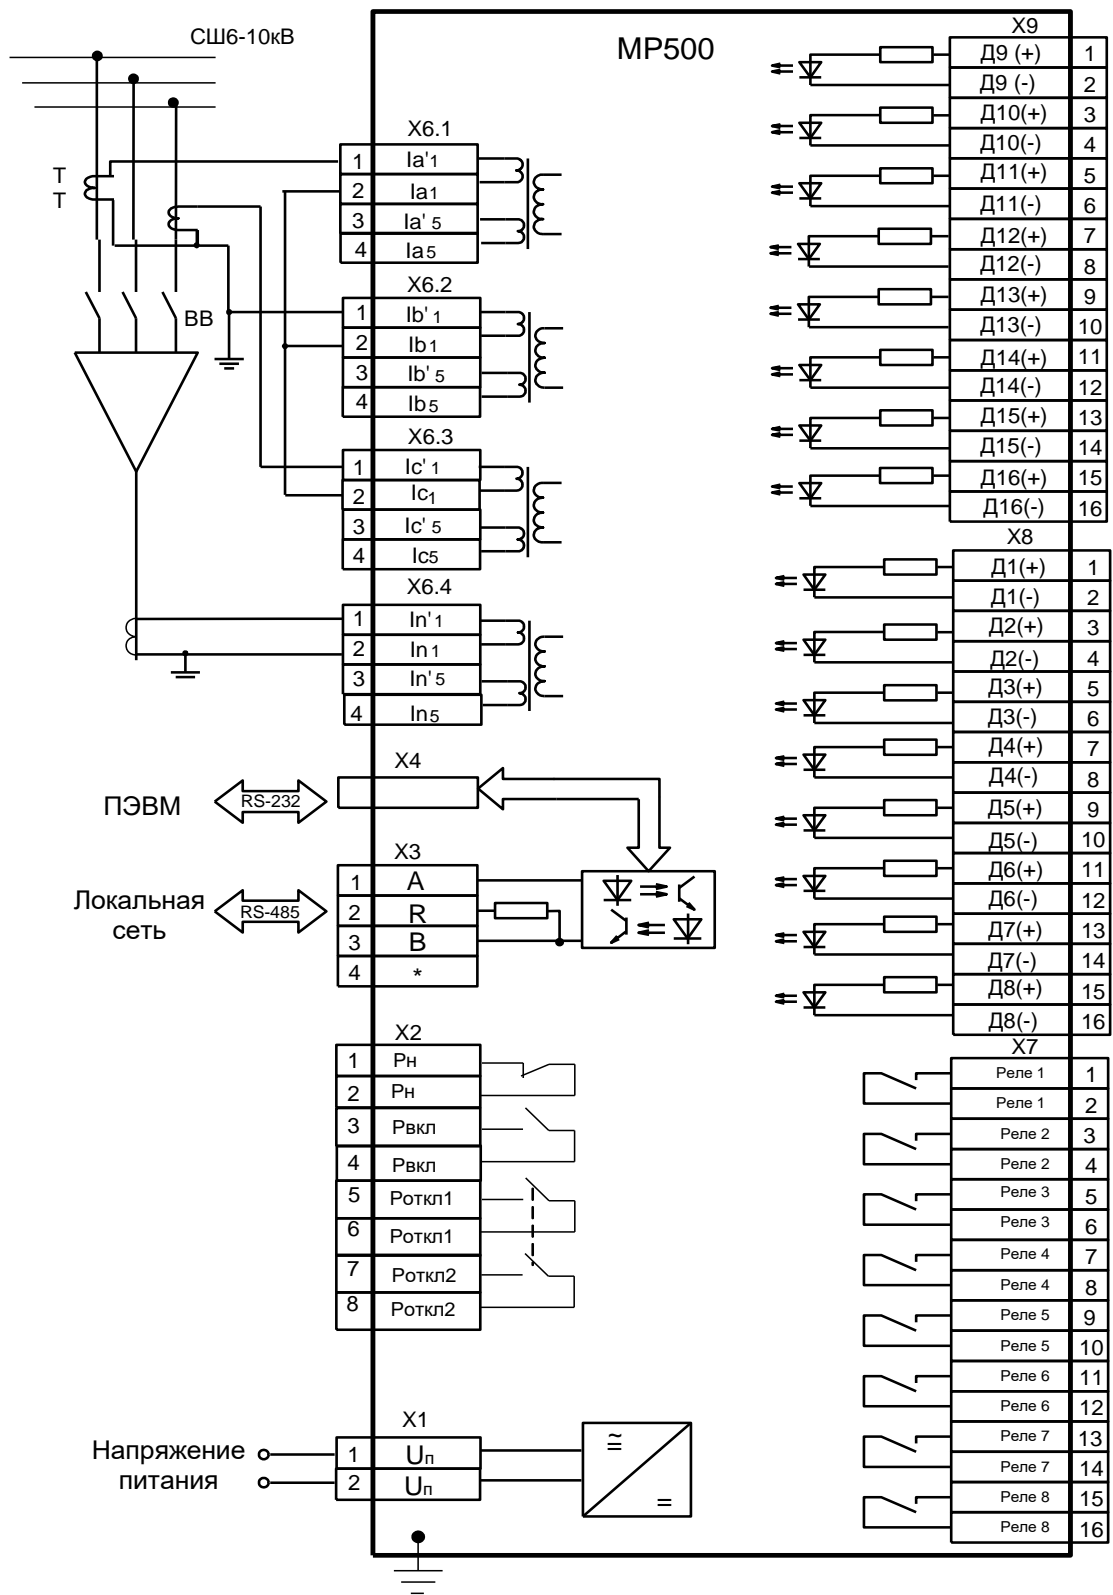 СШ6-10кВ
МР500
Т
Т
ВВ
X6.1
1 Ia'1
2 Ia1
3 Ia' 5
4 Ia5
X6.2
1 Ib' 1
2 Ib1
3 Ib' 5
4 Ib5
X6.3
1 Ic' 1
2 Ic1
3 Ic' 5
4 Ic5
X6.4
1 In'1
2 In1
3 In'5
4 In5
X4
ПЭВМ
RS-232
X3
Локальная
сеть
RS-485
1 A
2 R
3 B
4 *
X2
1 Рн
2 Рн
3 Рвкл
4 Рвкл
5 Роткл1
6 Роткл1
7 Роткл2
8 Роткл2
X1
Напряжение
питания
1 Uп
2 Uп
≃
=
X9
Д9 (+) 1
Д9 (-) 2
Д10(+) 3
Д10(-) 4
Д11(+) 5
Д11(-) 6
Д12(+) 7
Д12(-) 8
Д13(+) 9
Д13(-) 10
Д14(+) 11
Д14(-) 12
Д15(+) 13
Д15(-) 14
Д16(+) 15
Д16(-) 16
X8
Д1(+) 1
Д1(-) 2
Д2(+) 3
Д2(-) 4
Д3(+) 5
Д3(-) 6
Д4(+) 7
Д4(-) 8
Д5(+) 9
Д5(-) 10
Д6(+) 11
Д6(-) 12
Д7(+) 13
Д7(-) 14
Д8(+) 15
Д8(-) 16
X7
Реле 1 1
Реле 1 2
Реле 2 3
Реле 2 4
Реле 3 5
Реле 3 6
Реле 4 7
Реле 4 8
Реле 5 9
Реле 5 10
Реле 6 11
Реле 6 12
Реле 7 13
Реле 7 14
Реле 8 15
Реле 8 16